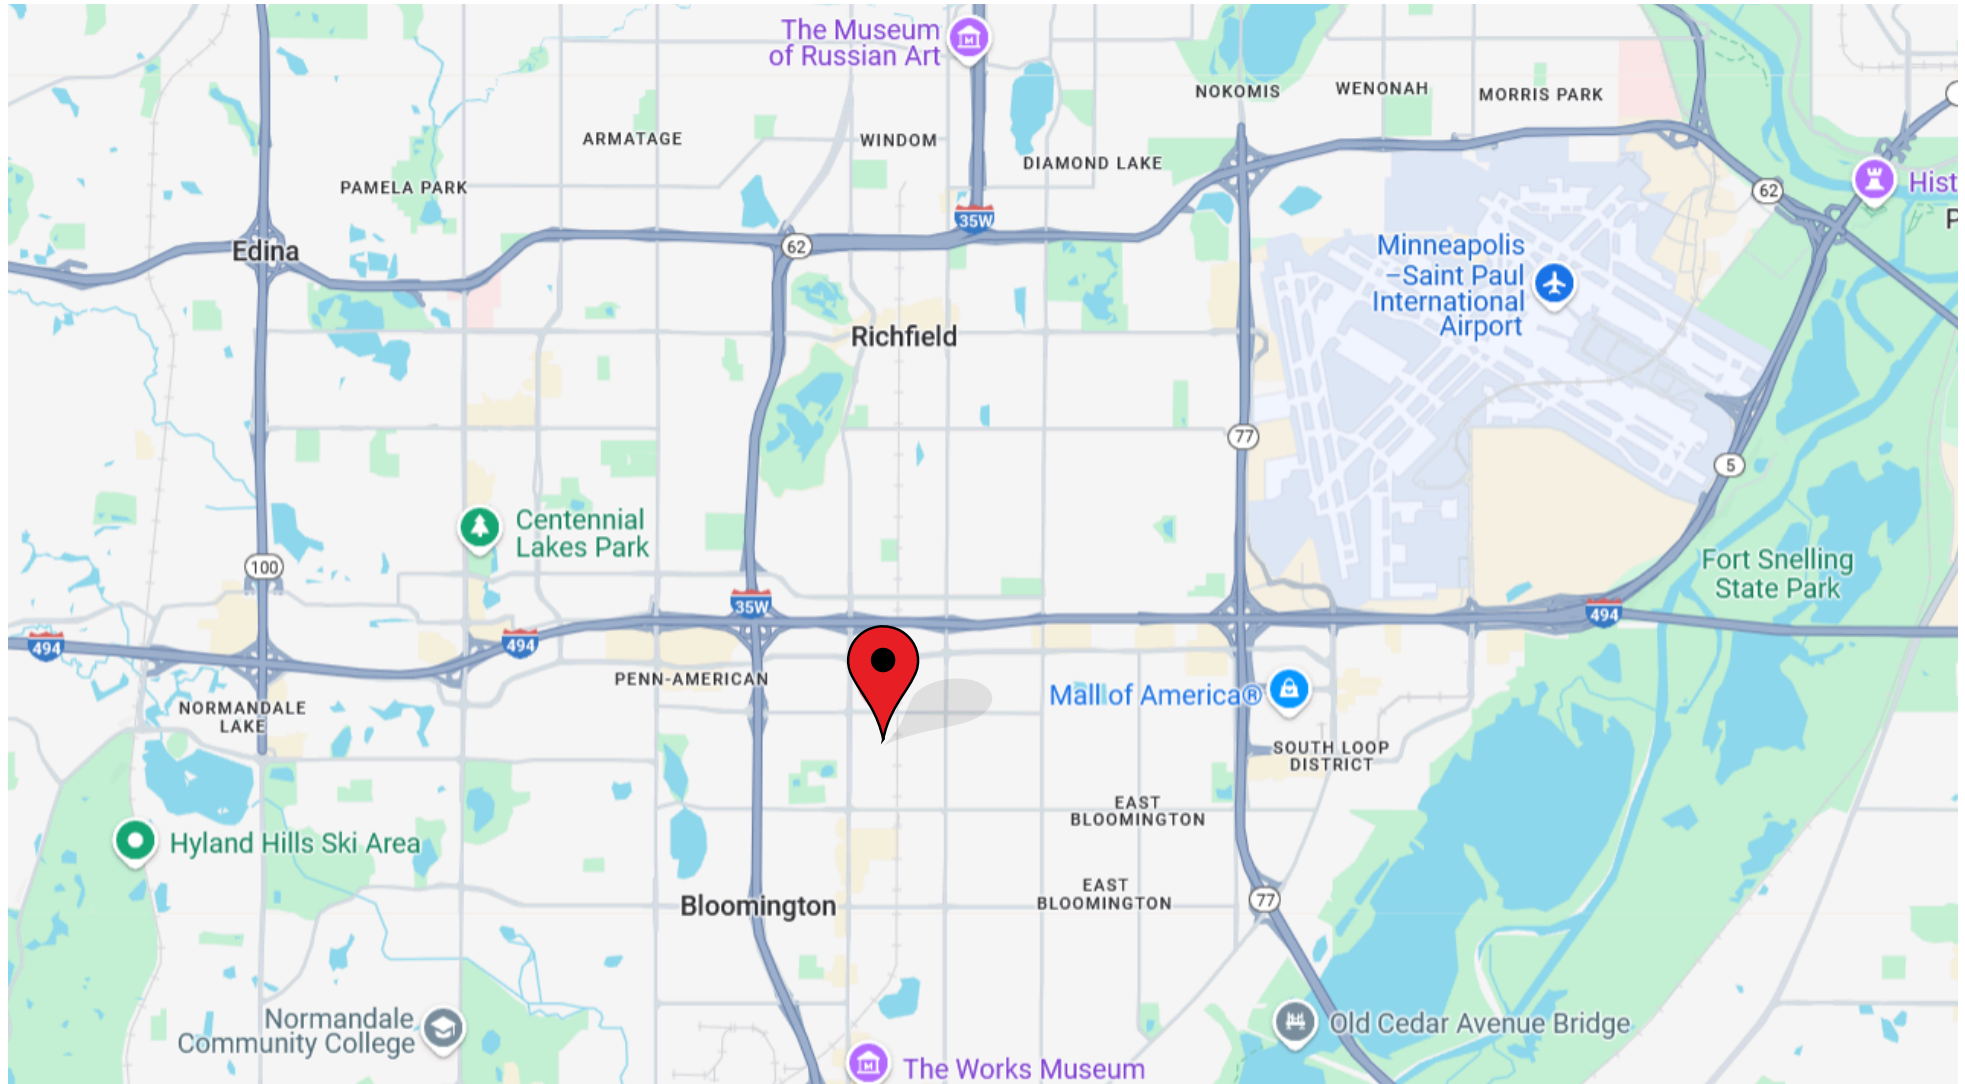 The Museum
of Russian Art
NOKOMIS
WENONAH
MORRIS PARK
ARMATAGE
WINDOM
DIAMOND LAKE
PAMELA PARK
62
Hist
P
35W
Edina
62
Minneapolis
–Saint Paul
International
Airport
Richfield
77
5
Centennial
Lakes Park
100
Fort Snelling
State Park
35W
494
494
494
PENN-AMERICAN
Mall of America®
NORMANDALE
LAKE
SOUTH LOOP
DISTRICT
EAST
BLOOMINGTON
Hyland Hills Ski Area
EAST
BLOOMINGTON
Bloomington
77
Normandale
Community College
Old Cedar Avenue Bridge
The Works Museum